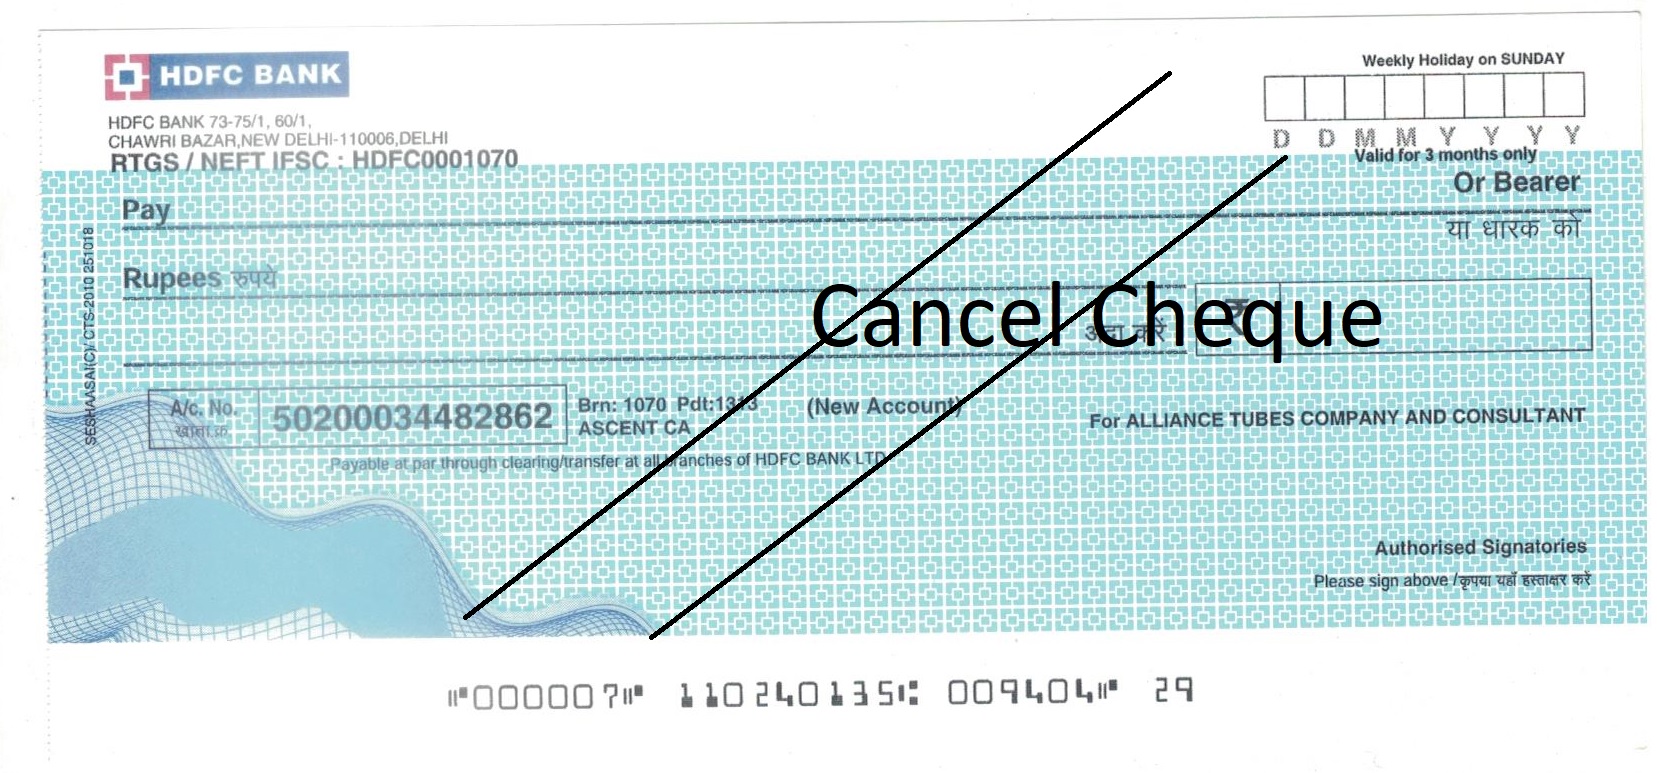 HDFC BANK
Weekly Holiday on SUNDAY
HDFC BANK 73-75/1, 60/1,
CHAWRI BAZAR,NEW DELHI-110006,DELHI
RTGS / NEFT IFSC : HDFC0001070
D D M M Y Y Y Y
Valid for 3 months only
Pay
Or Bearer
या धारक को
Rupees रुपये
Cancel Cheque
अदा करें
₹
SESHAASAI(C)/ CTS-2010 251018
A/c. No.
खाता.क्र.
50200034482862
Brn: 1070 Pdt:1313 (New Account)
ASCENT CA
For ALLIANCE TUBES COMPANY AND CONSULTANT
Payable at par through clearing/transfer at all branches of HDFC BANK LTD
Authorised Signatories
Please sign above /कृपया यहाँ हस्ताक्षर करें
⑈000007⑈ 110240135⑆ 009404⑈ 29